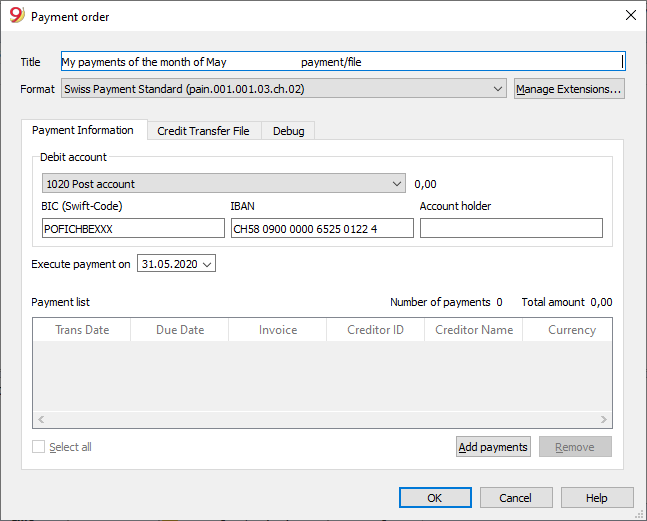 Payment order
Title My payments of the month of May payment/file
Format Swiss Payment Standard (pain.001.001.03.ch.02) Manage Extensions...
Payment Information Credit Transfer File Debug
Debit account
1020 Post account 0,00
BIC (Swift-Code) IBAN Account holder
POFICHBEXXX CH58 0900 0000 6525 0122 4
Execute payment on 31.05.2020
Payment list Number of payments 0 Total amount 0,00
Trans Date Due Date Invoice Creditor ID Creditor Name Currency
Select all Add payments Remove
OK Cancel Help